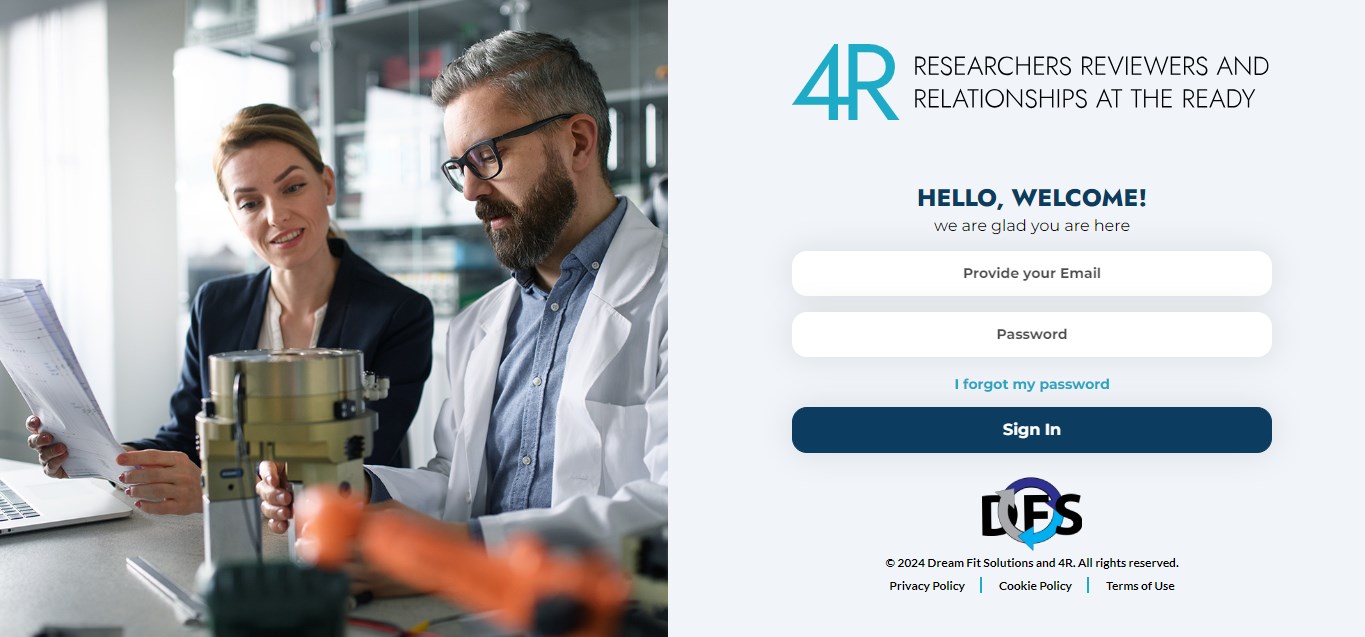 4R
RESEARCHERS REVIEWERS AND
RELATIONSHIPS AT THE READY
HELLO, WELCOME!
we are glad you are here
Provide your Email
Password
I forgot my password
Sign In
DFS
© 2024 Dream Fit Solutions and 4R. All rights reserved.
Privacy Policy | Cookie Policy | Terms of Use